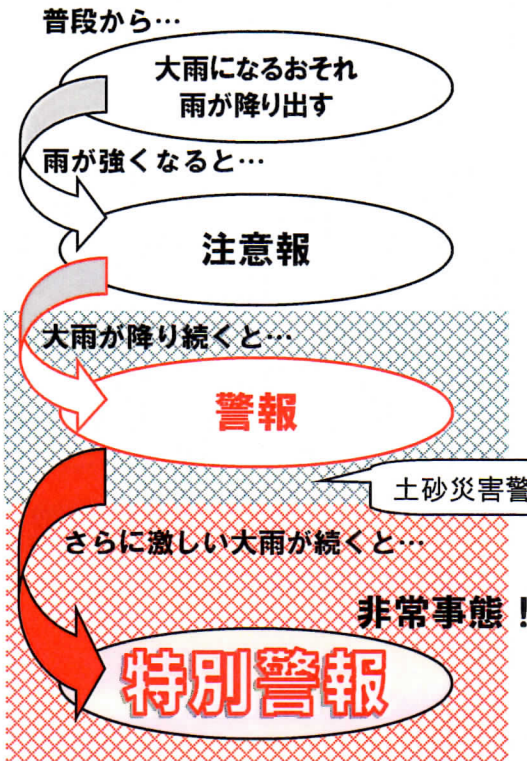 普段から…
大雨になるおそれ
雨が降り出す
雨が強くなると…
注意報
大雨が降り続くと…
警報
土砂災害警
さらに激しい大雨が続くと…
非常事態！
特別警報